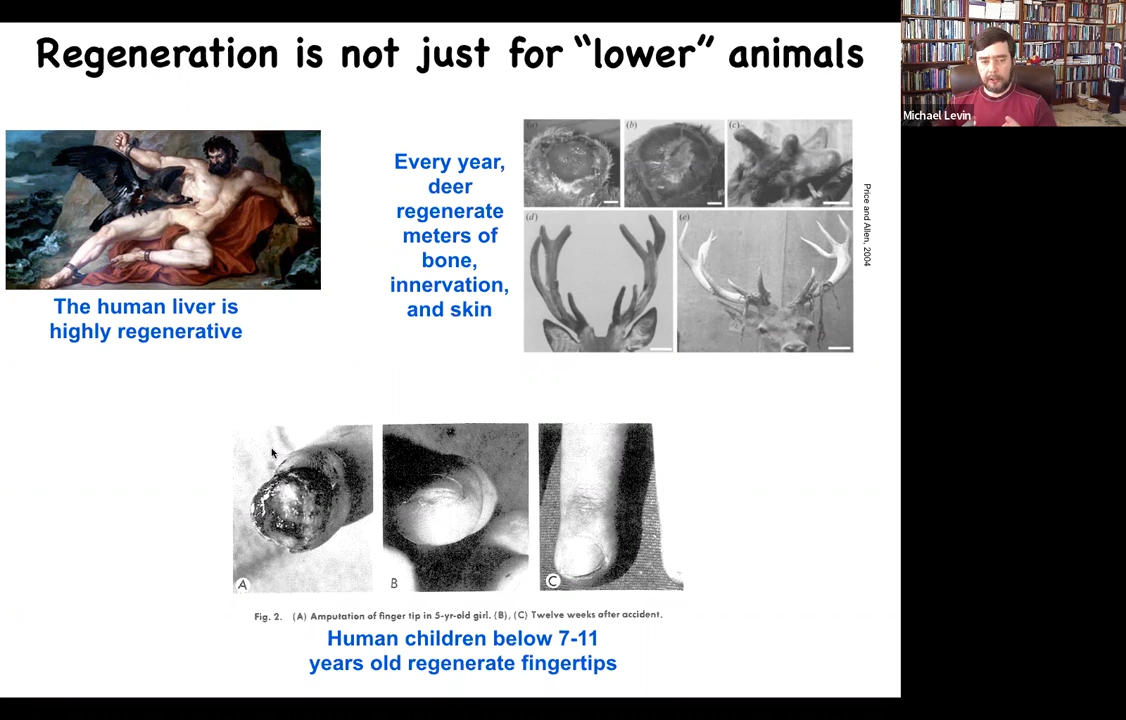 Regeneration is not just for “lower” animals
Michael Levin
The human liver is
highly regenerative
Every year,
deer
regenerate
meters of
bone,
innervation,
and skin
(a)
(b)
(c)
(d)
(e)
Price and Allen, 2004
A
B
C
Fig. 2. (A) Amputation of finger tip in 5-yr-old girl. (B), (C) Twelve weeks after accident.
Human children below 7-11
years old regenerate fingertips